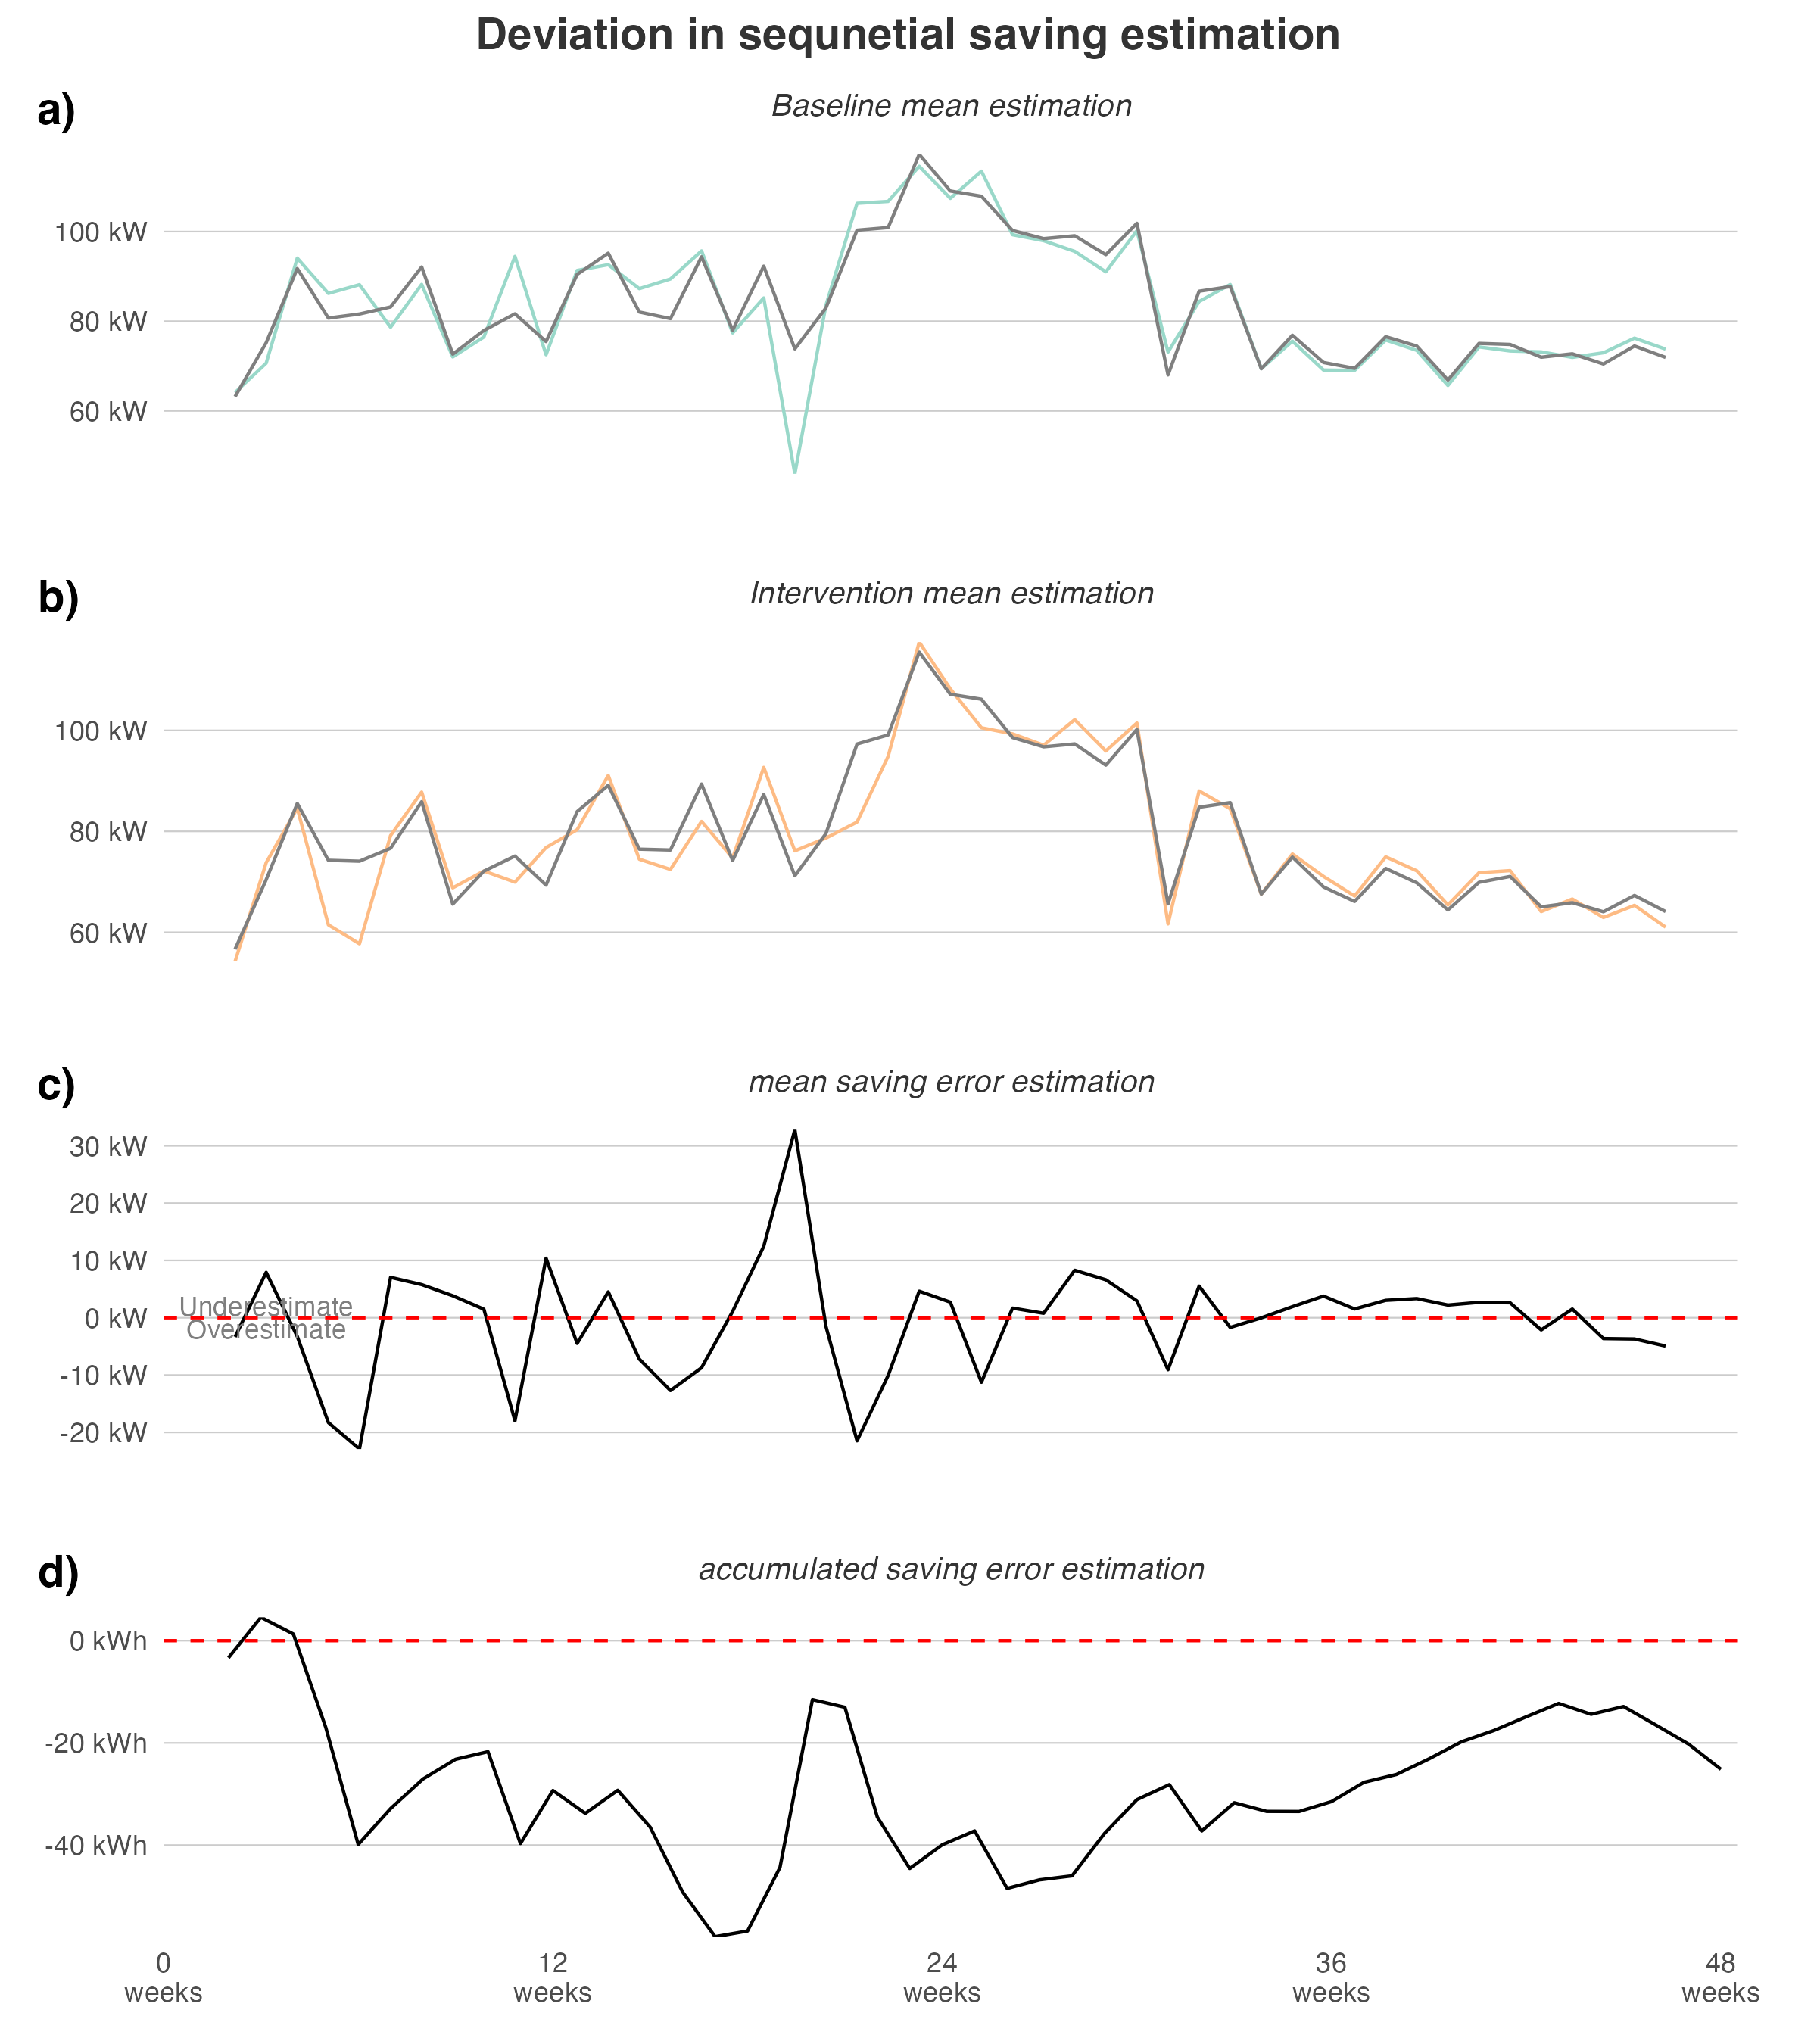 Deviation in sequnetial saving estimation
a)
Baseline mean estimation
100 kW
80 kW
60 kW
b)
Intervention mean estimation
100 kW
80 kW
60 kW
c)
mean saving error estimation
30 kW
20 kW
10 kW
Underestimate
0 kW
Overestimate
-10 kW
-20 kW
d)
accumulated saving error estimation
0 kWh
-20 kWh
-40 kWh
0 12 24 36 48
weeks weeks weeks weeks weeks